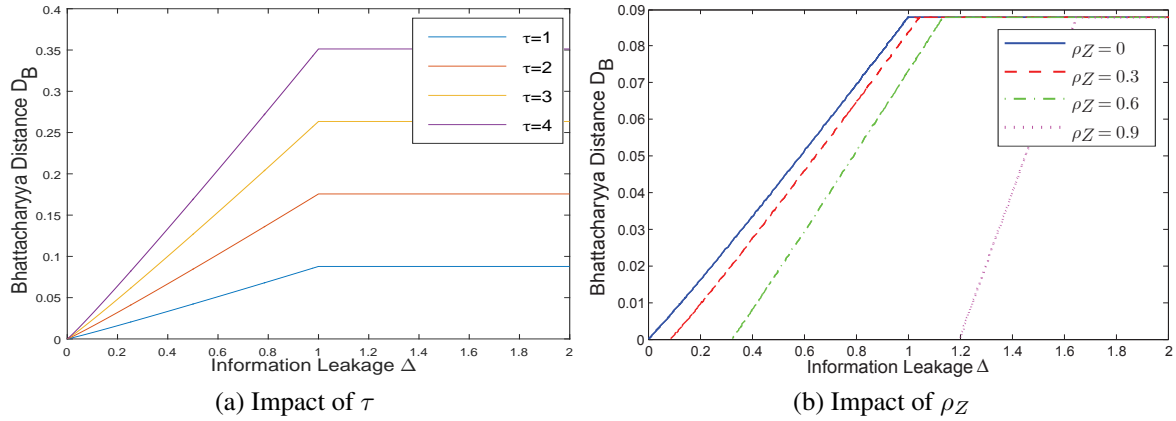 0.4
0.35
0.3
0.25
0.2
0.15
0.1
0.05
0
Bhattacharyya Distance D_B
0 0.2 0.4 0.6 0.8 1 1.2 1.4 1.6 1.8 2
Information Leakage Δ
τ=1
τ=2
τ=3
τ=4
(a) Impact of τ
0.09
0.08
0.07
0.06
0.05
0.04
0.03
0.02
0.01
0
Bhattacharyya Distance D_B
0 0.2 0.4 0.6 0.8 1 1.2 1.4 1.6 1.8 2
Information Leakage Δ
ρ_Z = 0
ρ_Z = 0.3
ρ_Z = 0.6
ρ_Z = 0.9
(b) Impact of ρ_Z